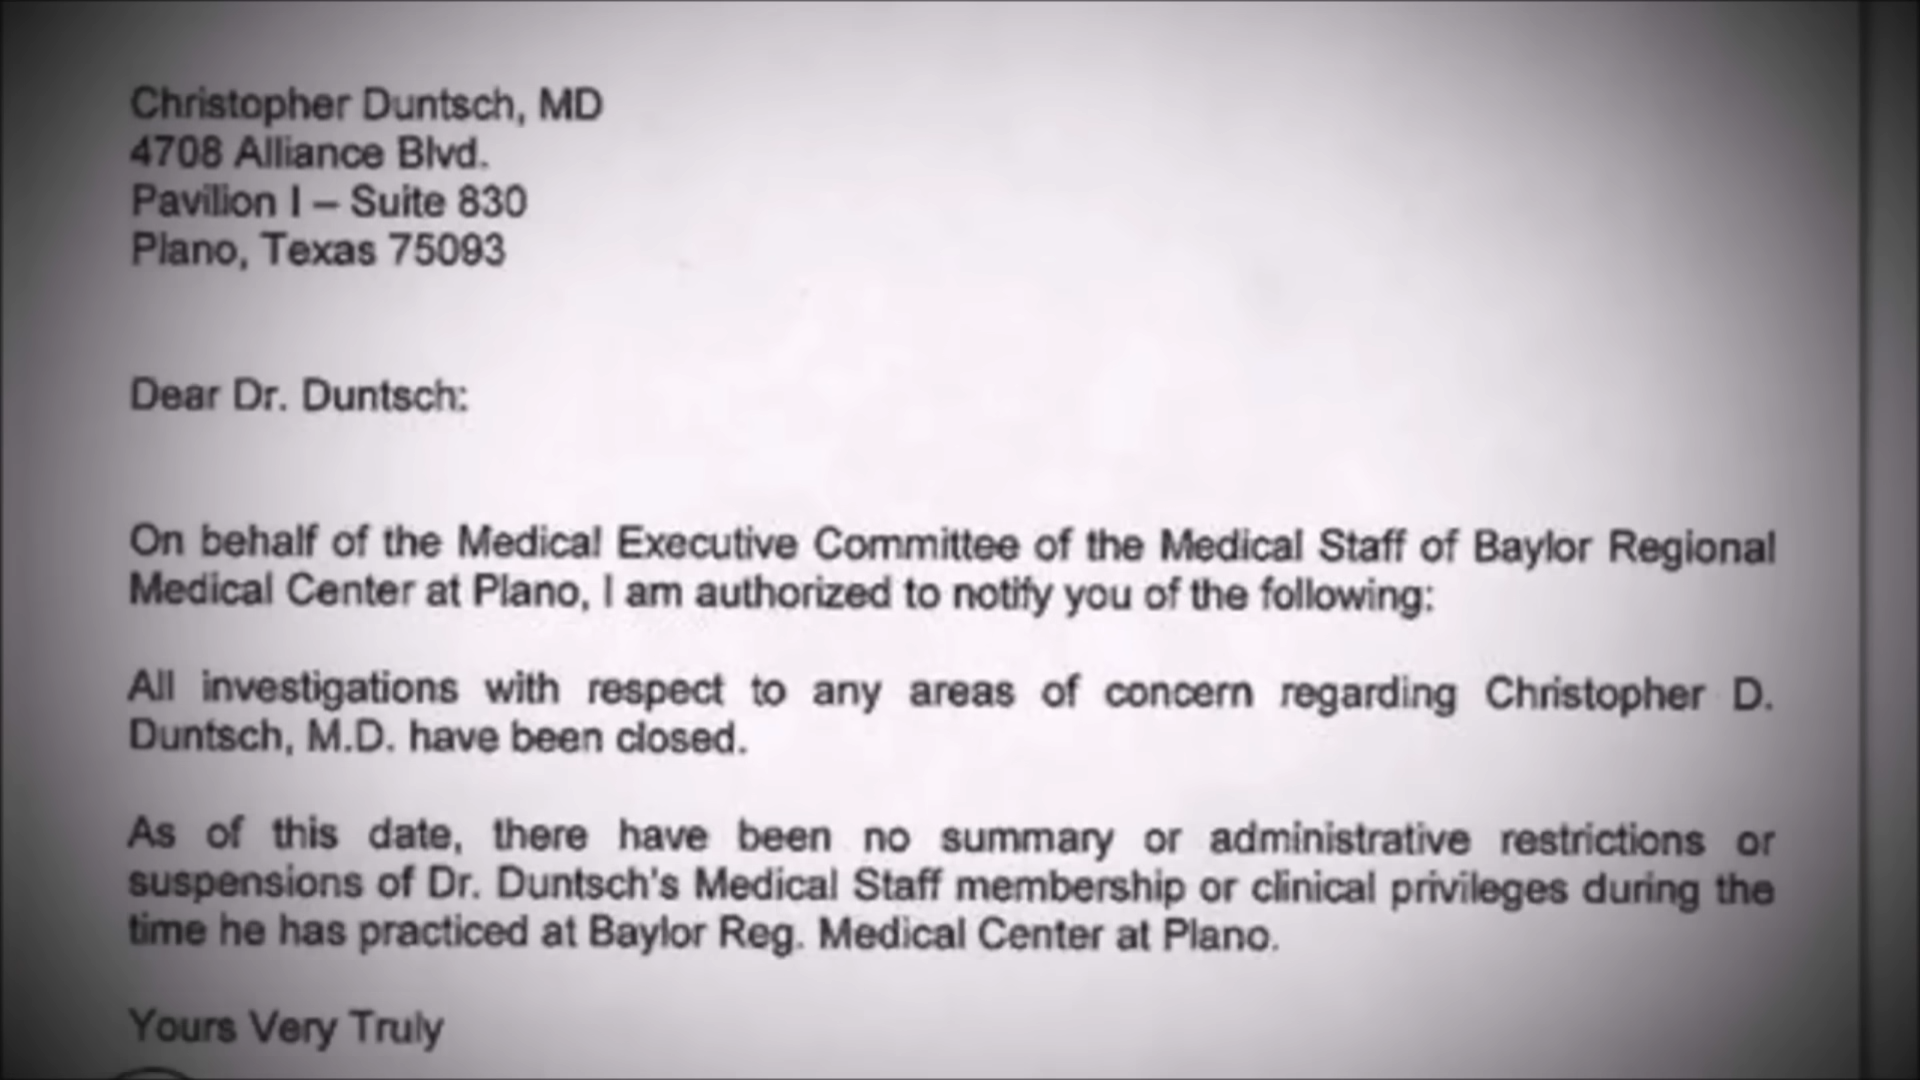 Christopher Duntsch, MD
4708 Alliance Blvd.
Pavilion I – Suite 830
Plano, Texas 75093
Dear Dr. Duntsch:
On behalf of the Medical Executive Committee of the Medical Staff of Baylor Regional
Medical Center at Plano, I am authorized to notify you of the following:
All investigations with respect to any areas of concern regarding Christopher D.
Duntsch, M.D. have been closed.
As of this date, there have been no summary or administrative restrictions or
suspensions of Dr. Duntsch's Medical Staff membership or clinical privileges during the
time he has practiced at Baylor Reg. Medical Center at Plano.
Yours Very Truly